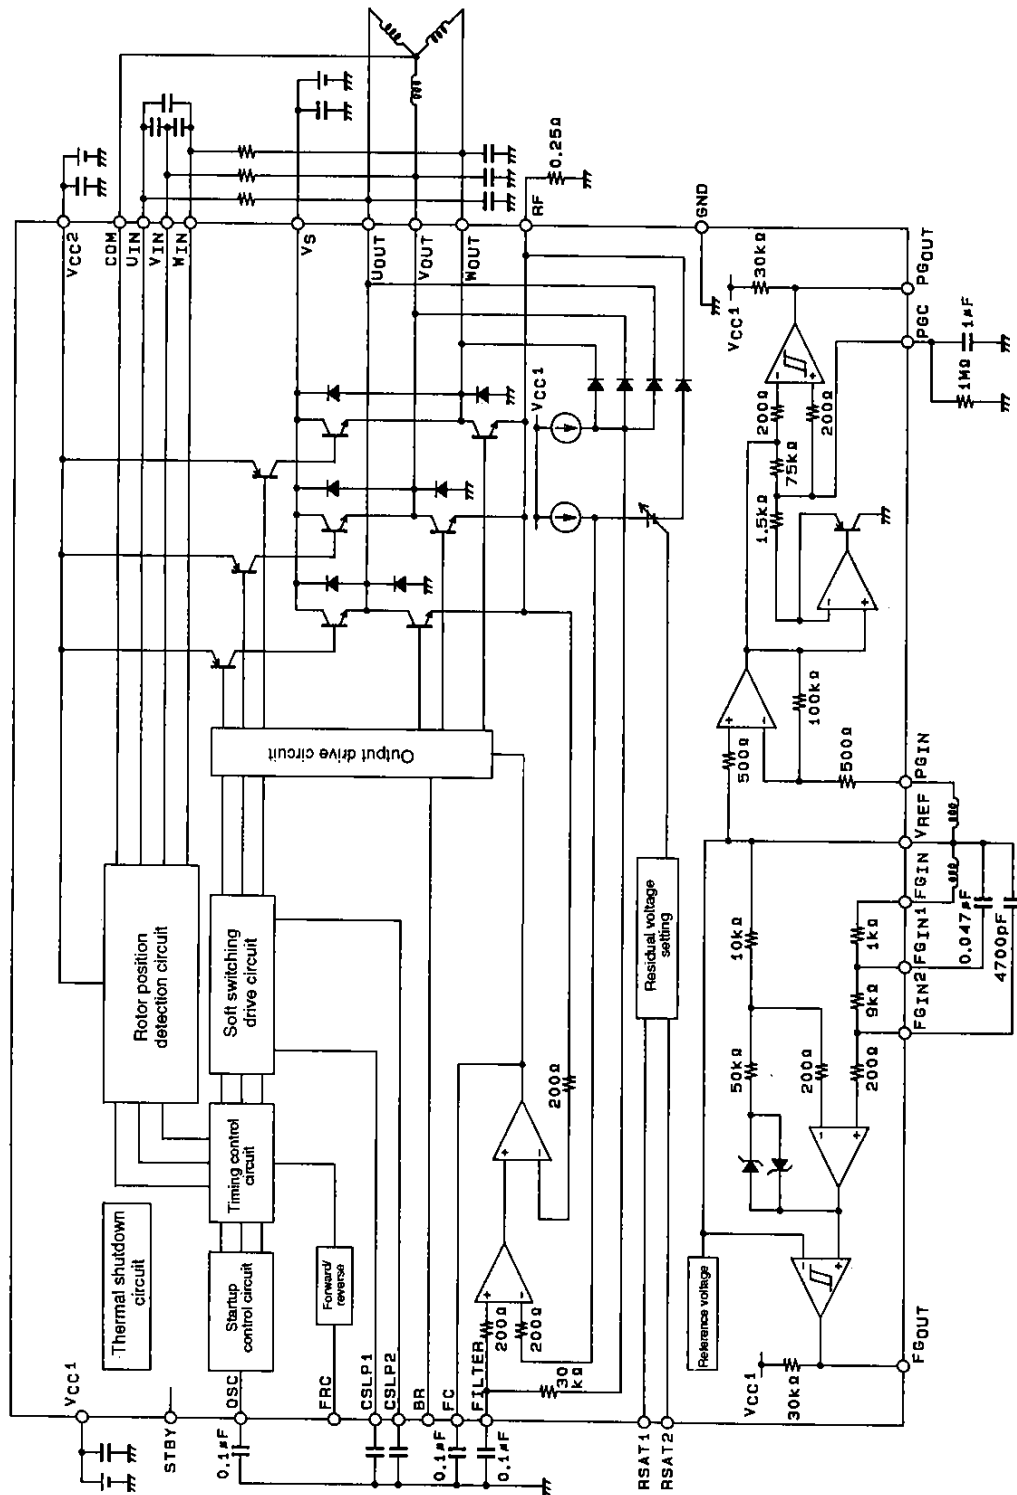 VCC2
COM
UIN
VIN
WIN
VS
UOUT
VOUT
WOUT
RF
0.25Ω
GND
VCC1
30kΩ
PGOUT
PGC
1MΩ
1μF
200Ω
200Ω
75kΩ
1.5kΩ
VCC1
100kΩ
500Ω
500Ω
PGIN
VREF
FGIN
FGIN1
FGIN2
0.047μF
4700pF
1kΩ
9kΩ
200Ω
10kΩ
50kΩ
200Ω
Output drive circuit
Rotor position
detection circuit
Soft switching
drive circuit
Timing control
circuit
Thermal shutdown
circuit
Startup
control circuit
Forward/
reverse
Residual voltage
setting
Reference voltage
200Ω
200Ω
200Ω
30
kΩ
VCC1
30kΩ
FGOUT
VCC1
STBY
OSC
0.1μF
FRC
CSLP1
CSLP2
BR
FC
0.1μF
FILTER
0.1μF
RSAT1
RSAT2